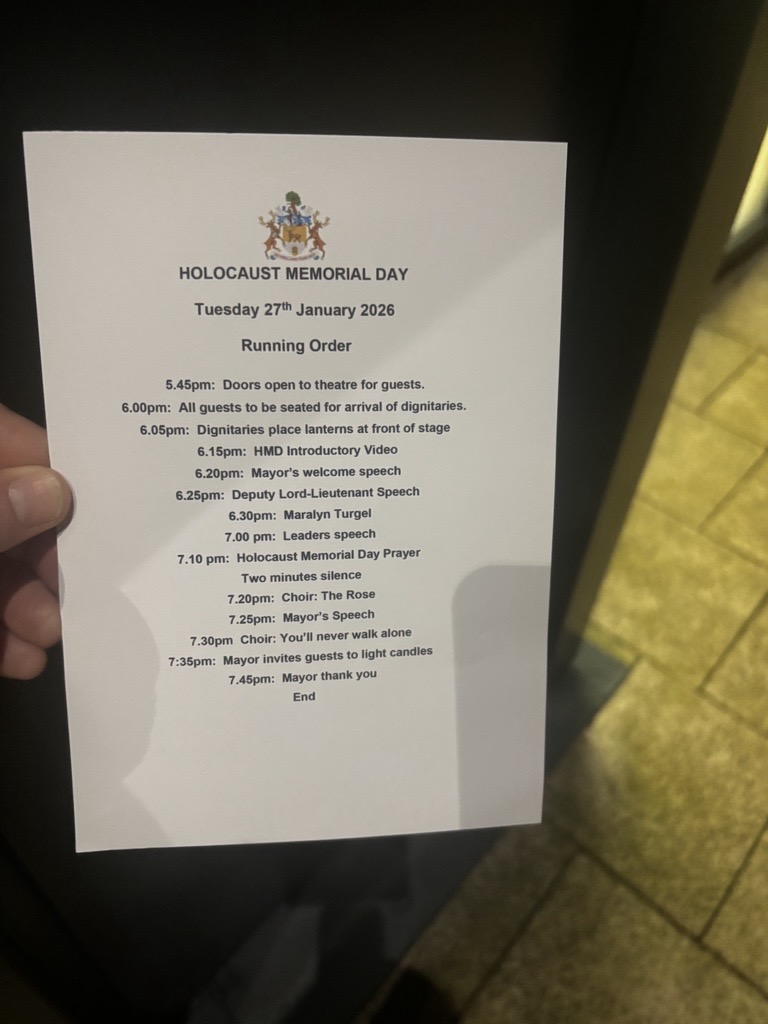 HOLOCAUST MEMORIAL DAY
Tuesday 27th January 2026
Running Order
5.45pm: Doors open to theatre for guests.
6.00pm: All guests to be seated for arrival of dignitaries.
6.05pm: Dignitaries place lanterns at front of stage
6.15pm: HMD Introductory Video
6.20pm: Mayor's welcome speech
6.25pm: Deputy Lord-Lieutenant Speech
6.30pm: Maralyn Turgel
7.00 pm: Leaders speech
7.10 pm: Holocaust Memorial Day Prayer
Two minutes silence
7.20pm: Choir: The Rose
7.25pm: Mayor's Speech
7.30pm Choir: You'll never walk alone
7:35pm: Mayor invites guests to light candles
7.45pm: Mayor thank you
End